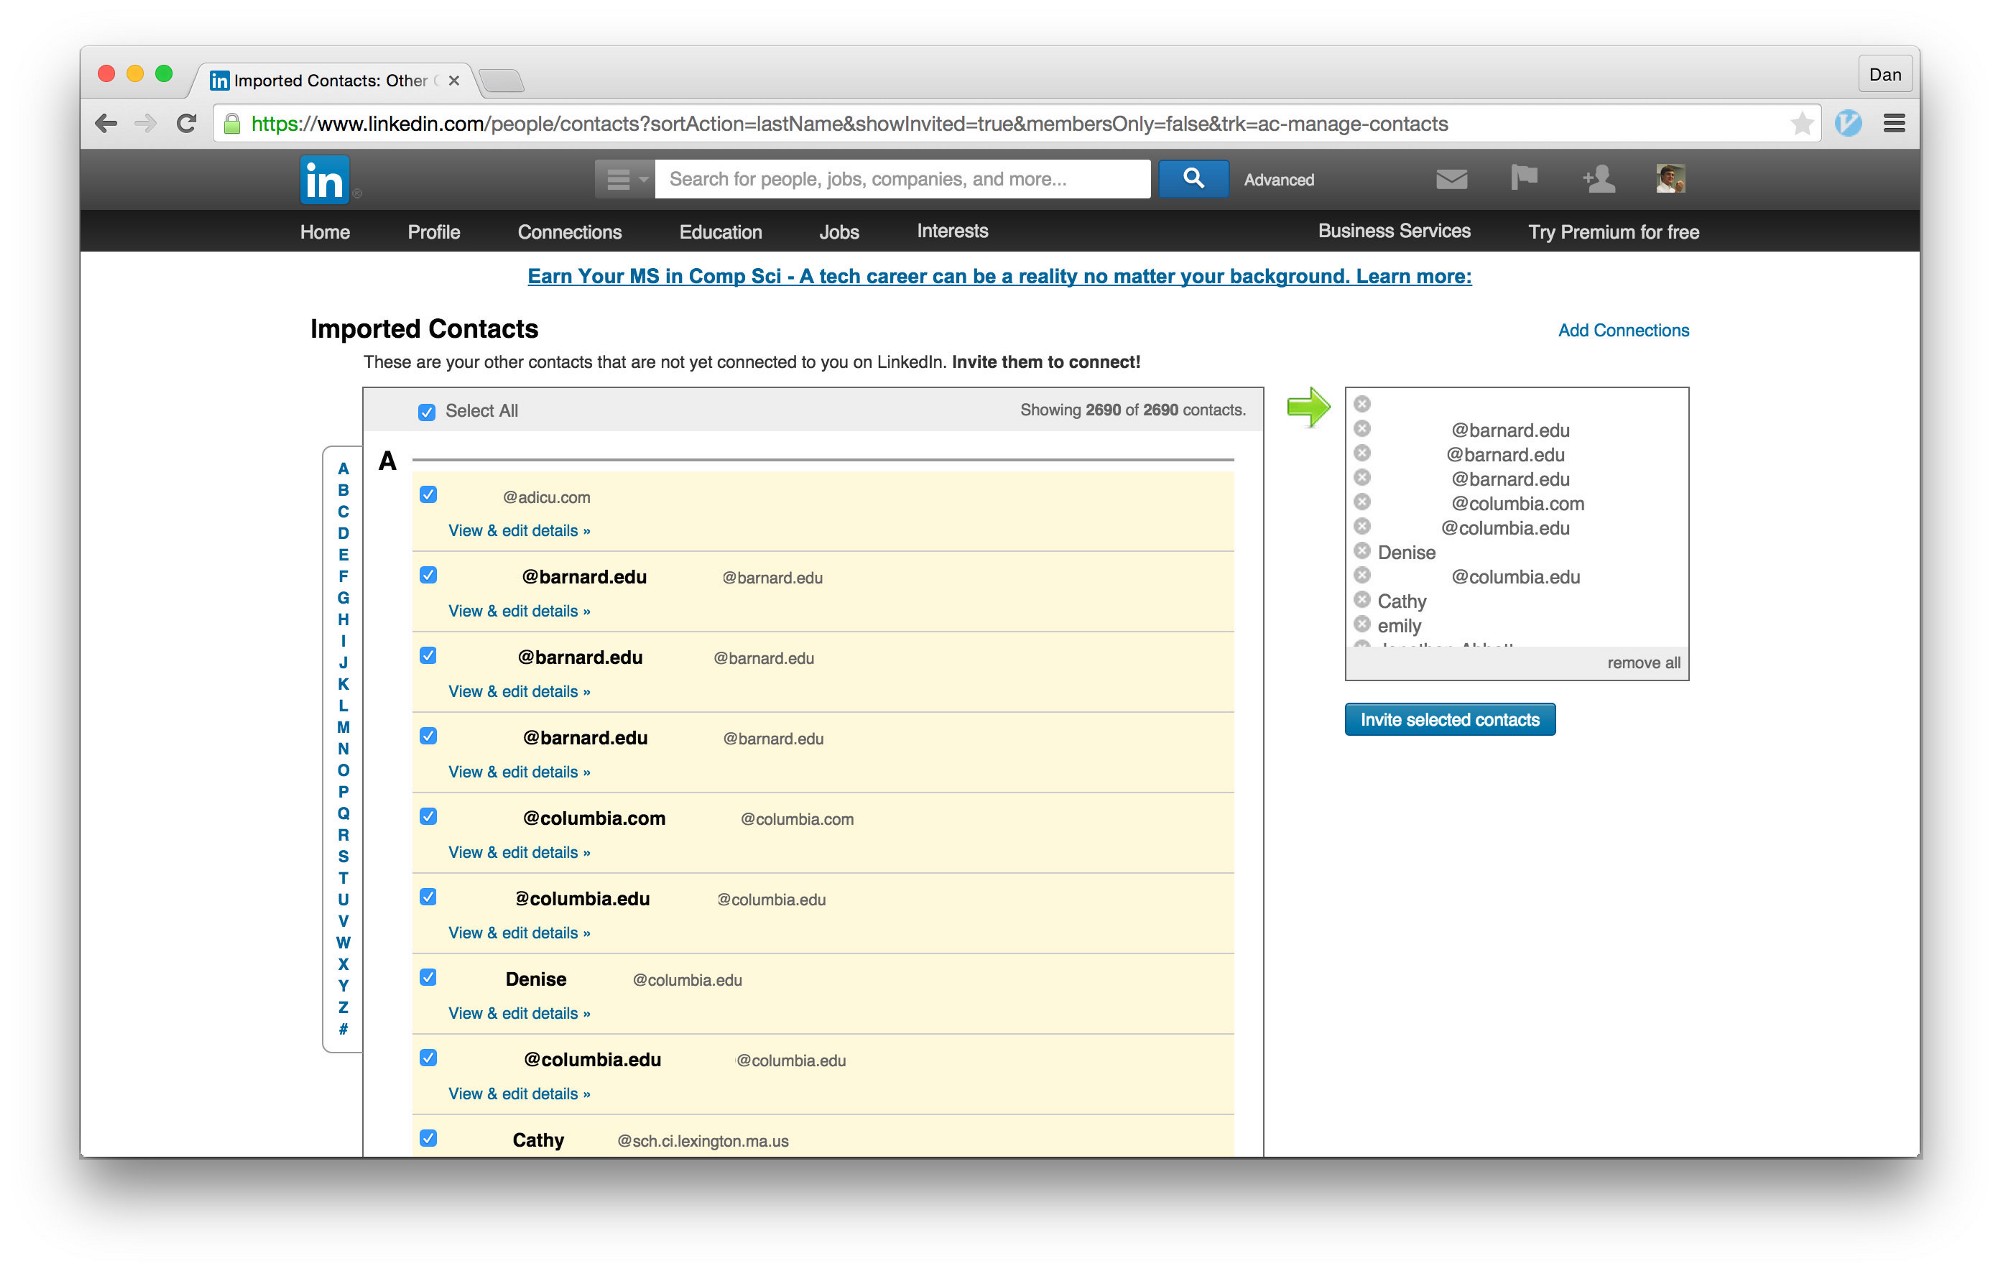 Imported Contacts: Other
Dan
https://www.linkedin.com/people/contacts?sortAction=lastName&showInvited=true&membersOnly=false&trk=ac-manage-contacts
in
Search for people, jobs, companies, and more...
Advanced
Home Profile Connections Education Jobs Interests Business Services Try Premium for free
Earn Your MS in Comp Sci - A tech career can be a reality no matter your background. Learn more:
Imported Contacts
Add Connections
These are your other contacts that are not yet connected to you on LinkedIn. Invite them to connect!
Select All
Showing 2690 of 2690 contacts.
A
B
C
D
E
F
G
H
I
J
K
L
M
N
O
P
Q
R
S
T
U
V
W
X
Y
Z
#
A
@adicu.com
View & edit details »
@barnard.edu @barnard.edu
View & edit details »
@barnard.edu @barnard.edu
View & edit details »
@barnard.edu @barnard.edu
View & edit details »
@columbia.com @columbia.com
View & edit details »
@columbia.edu @columbia.edu
View & edit details »
Denise @columbia.edu
View & edit details »
@columbia.edu @columbia.edu
View & edit details »
Cathy @sch.ci.lexington.ma.us
@barnard.edu
@barnard.edu
@barnard.edu
@columbia.com
@columbia.edu
Denise
@columbia.edu
Cathy
emily
remove all
Invite selected contacts